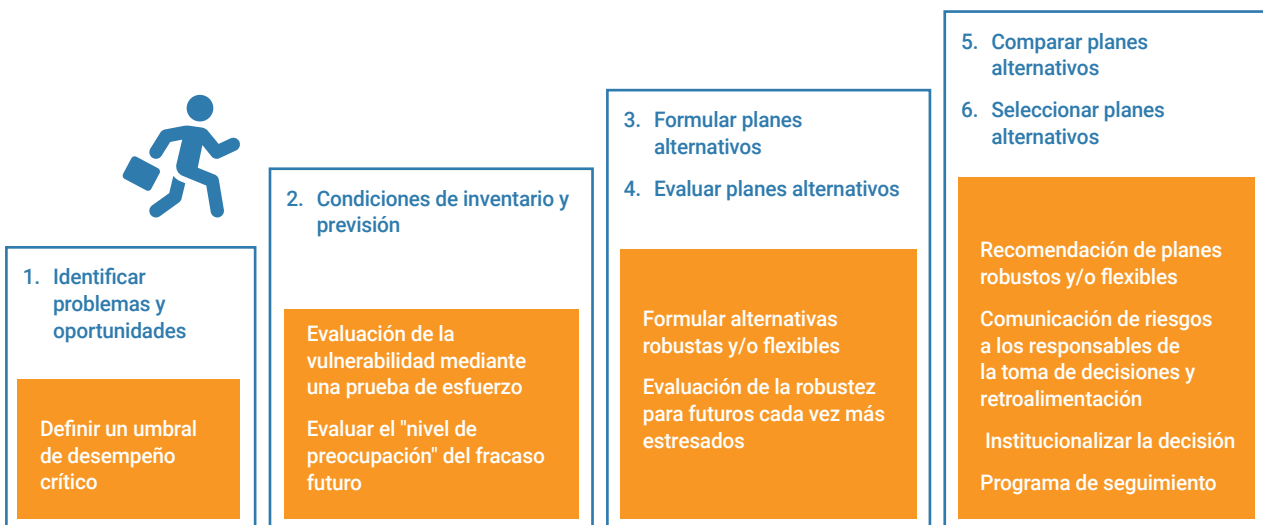 1. Identificar
problemas y
oportunidades
Definir un umbral
de desempeño
crítico
2. Condiciones de inventario y
previsión
Evaluación de la
vulnerabilidad mediante
una prueba de esfuerzo
Evaluar el "nivel de
preocupación" del fracaso
futuro
3. Formular planes
alternativos
4. Evaluar planes alternativos
Formular alternativas
robustas y/o flexibles
Evaluación de la robustez
para futuros cada vez más
estresados
5. Comparar planes
alternativos
6. Seleccionar planes
alternativos
Recomendación de planes
robustos y/o flexibles
Comunicación de riesgos
a los responsables de
la toma de decisiones y
retroalimentación
Institucionalizar la decisión
Programa de seguimiento